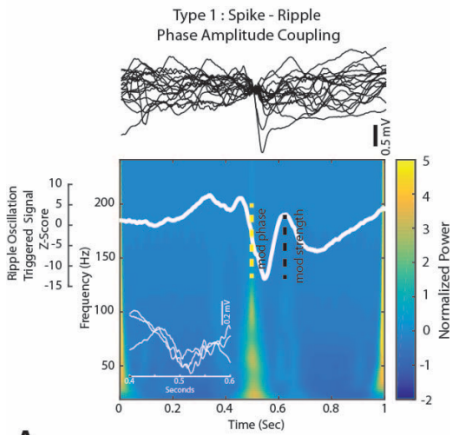 Type 1 : Spike - Ripple
Phase Amplitude Coupling
0.5 mV
Ripple Oscillation
Triggered Signal
Z-Score
10
5
0
-5
-10
-15
Frequency (Hz)
200
150
100
50
mod phase
mod strength
0.2 mV
0.4
0.5
0.6
Seconds
0
0.2
0.4
0.6
0.8
1
Time (Sec)
5
4
3
2
1
0
-1
-2
Normalized Power